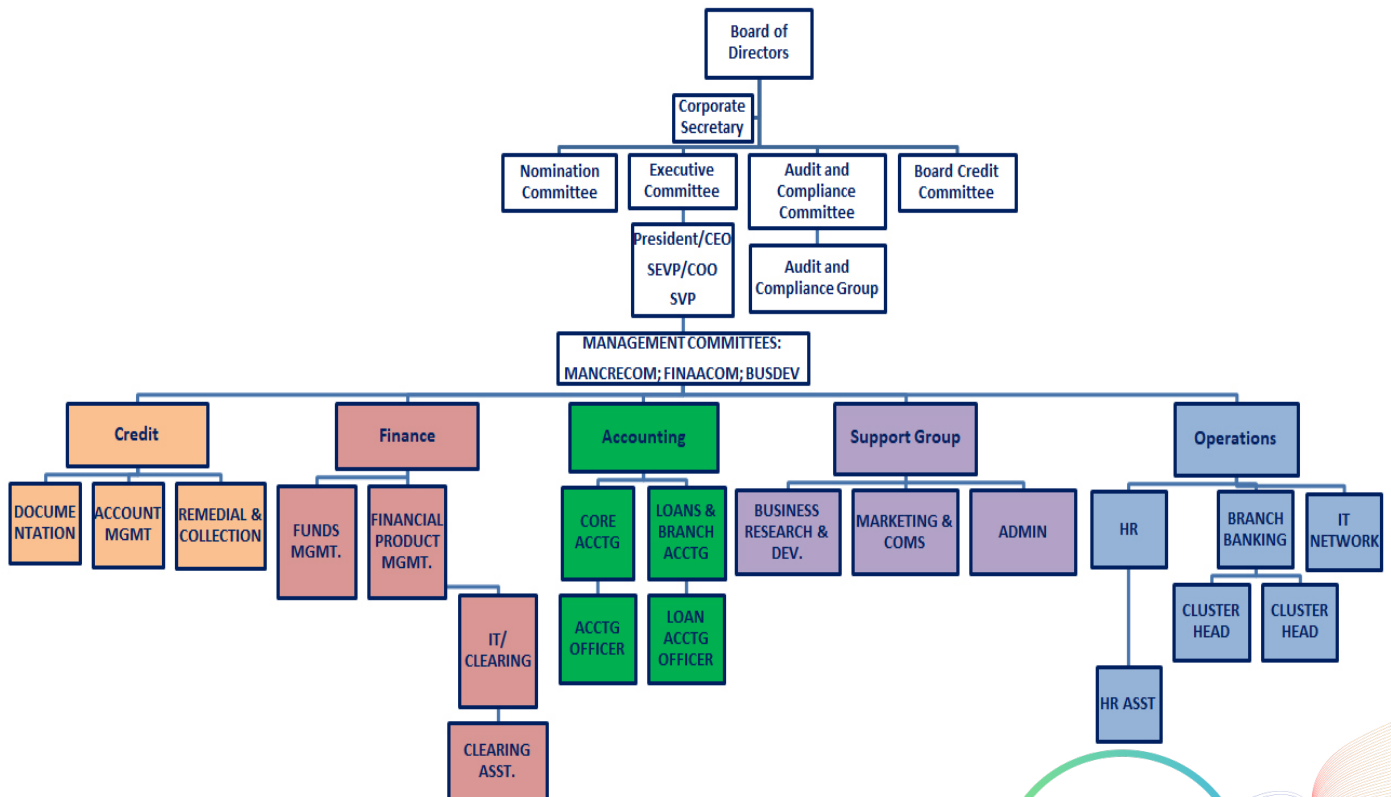 Board of
Directors
Corporate
Secretary
Nomination
Committee
Executive
Committee
Audit and
Compliance
Committee
Board Credit
Committee
President/CEO
SEVP/COO
SVP
Audit and
Compliance Group
MANAGEMENT COMMITTEES:
MANCRECOM; FINAACOM; BUSDEV
Credit
Finance
Accounting
Support Group
Operations
DOCUME
NTATION
ACCOUNT
MGMT
REMEDIAL &
COLLECTION
FUNDS
MGMT.
FINANCIAL
PRODUCT
MGMT.
CORE
ACCTG
LOANS &
BRANCH
ACCTG
BUSINESS
RESEARCH &
DEV.
MARKETING &
COMS
ADMIN
HR
BRANCH
BANKING
IT
NETWORK
IT/
CLEARING
ACCTG
OFFICER
LOAN
ACCTG
OFFICER
CLUSTER
HEAD
CLUSTER
HEAD
HR ASST
CLEARING
ASST.